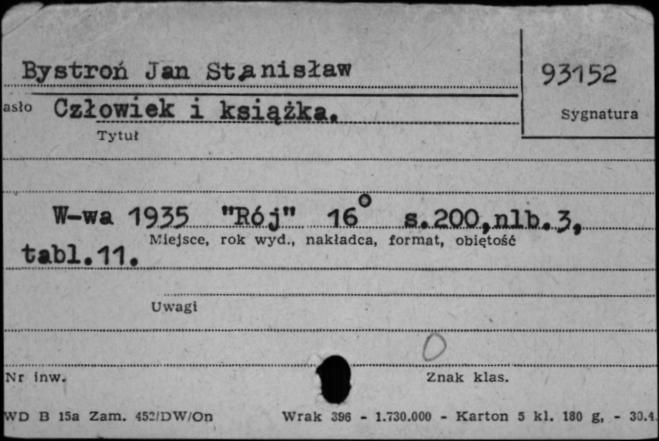 Bystroń Jan Stanisław
93152
asło Człowiek i książka.
Sygnatura
Tytuł
W-wa 1935 "Rój" 16° s.200,nlb.3,
Miejsce, rok wyd., nakładca, format, objętość
tabl.11.
Uwagi
0
Nr inw.
Znak klas.
WD B 15a Zam. 452/DW/On Wrak 396 - 1.730.000 - Karton 5 kl. 180 g, - 30.4.